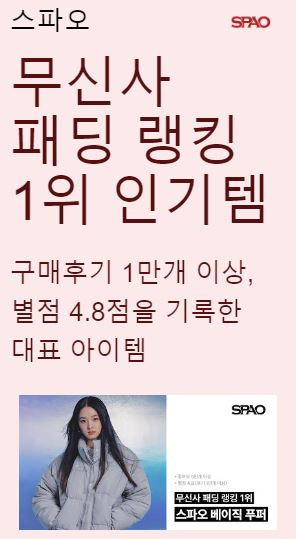 스파오
SPAO
무신사
패딩 랭킹
1위 인기템
구매후기 1만개 이상,
별점 4.8점을 기록한
대표 아이템
SPAO
무신사 패딩 랭킹 1위
스파오 베이직 푸퍼